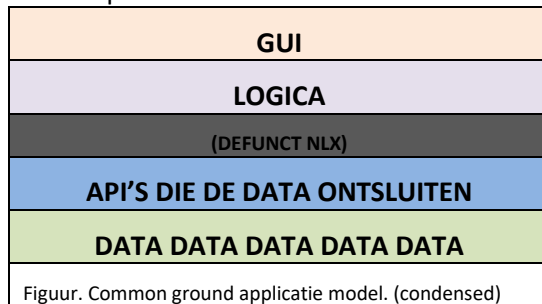 GUI
LOGICA
(DEFUNCT NLX)
API'S DIE DE DATA ONTSLUITEN
DATA DATA DATA DATA DATA
Figuur. Common ground applicatie model. (condensed)